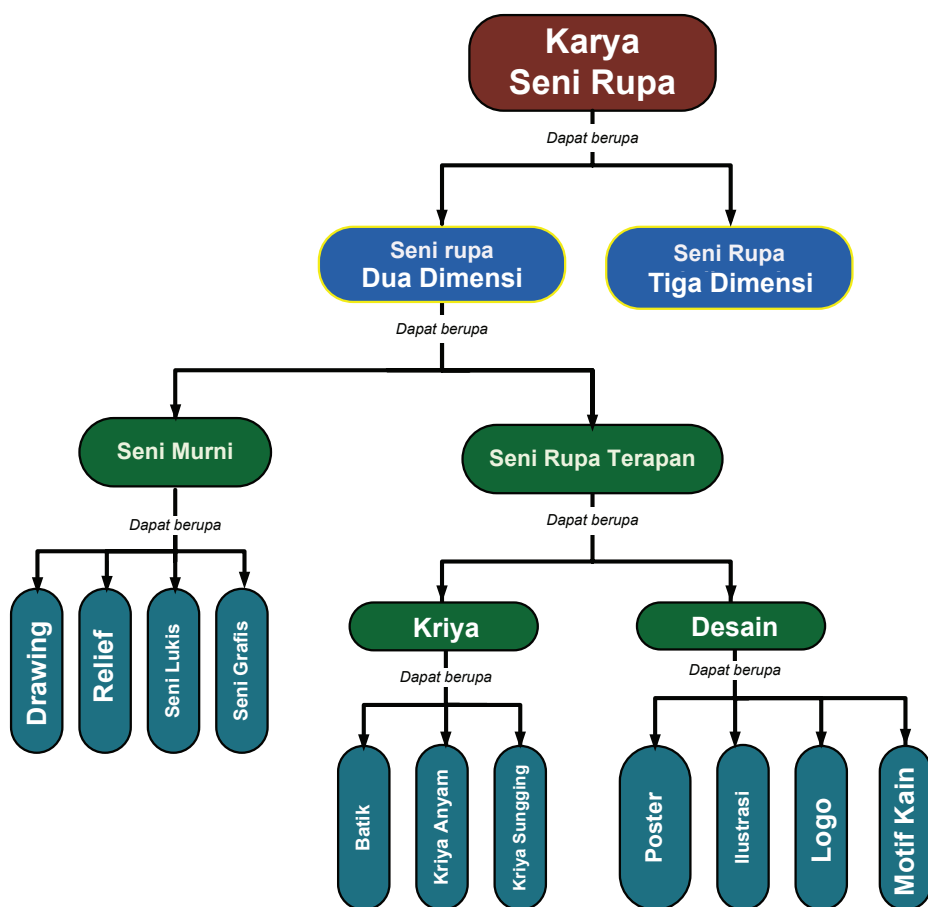 Karya
Seni Rupa
Dapat berupa
Seni rupa
Dua Dimensi
Seni Rupa
Tiga Dimensi
Dapat berupa
Seni Murni
Seni Rupa Terapan
Dapat berupa
Dapat berupa
Drawing
Relief
Seni Lukis
Seni Grafis
Kriya
Desain
Dapat berupa
Dapat berupa
Batik
Kriya Anyam
Kriya Sungging
Poster
Ilustrasi
Logo
Motif Kain